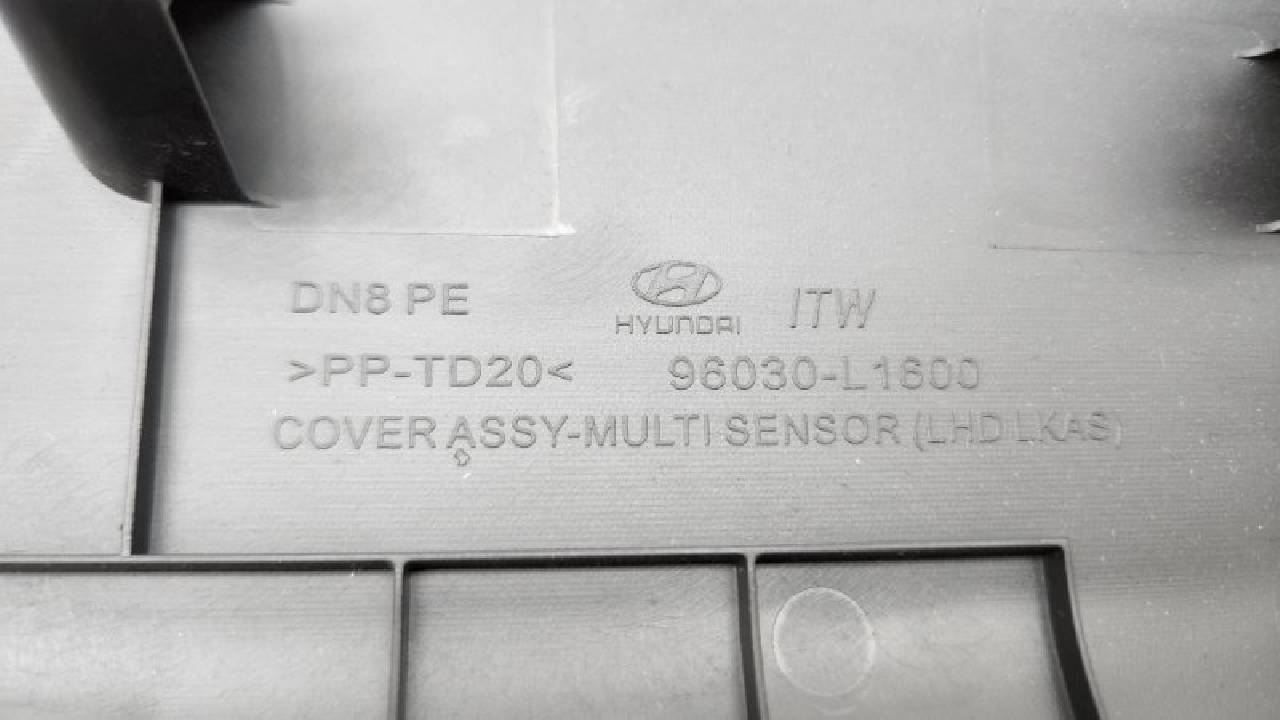 DN8 PE HYUNDAI ITW
>PP-TD20< 96030-L1600
COVER ASSY-MULTI SENSOR (LHD LKAS)